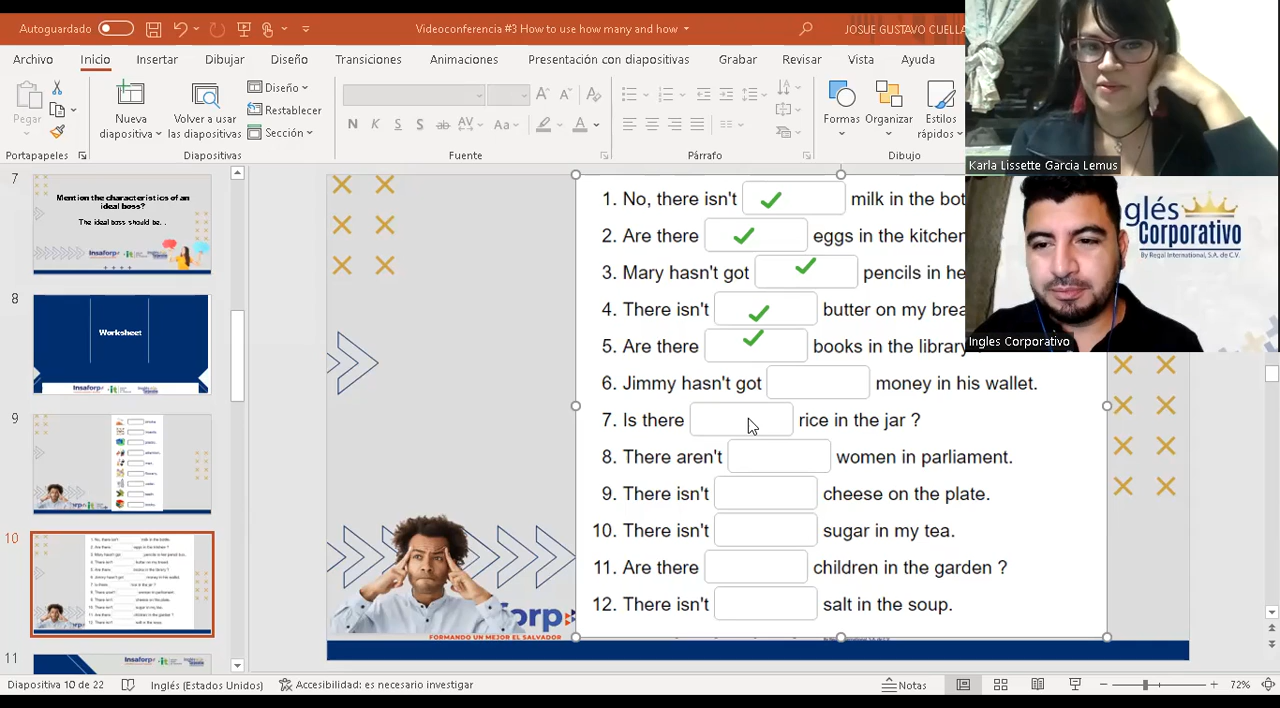 Autoguardado
Videoconferencia #3 How to use how many and how
JOSUE GUSTAVO CUELLA
Archivo Inicio Insertar Dibujar Diseño Transiciones Animaciones Presentación con diapositivas Grabar Revisar Vista Ayuda
Pegar
Nueva diapositiva
Volver a usar las diapositivas
Diseño
Restablecer
Sección
N K S S ab AV Aa A
Formas Organizar Estilos rápidos
Portapapeles Diapositivas Fuente Párrafo Dibujo
Karla Lissette Garcia Lemus
glés
Corporativo
By Regal International, S.A. de C.V.
Ingles Corporativo
7
Mention the characteristics of an ideal boss?
The ideal boss should be. .
Insaforp
8
Worksheet
9
10
11
Insaforp
1. No, there isn't milk in the bot
2. Are there eggs in the kitchen
3. Mary hasn't got pencils in he
4. There isn't butter on my brea
5. Are there books in the library
6. Jimmy hasn't got money in his wallet.
7. Is there rice in the jar ?
8. There aren't women in parliament.
9. There isn't cheese on the plate.
10. There isn't sugar in my tea.
11. Are there children in the garden ?
12. There isn't salt in the soup.
forp
FORMANDO UN MEJOR EL SALVADOR
Diapositiva 10 de 22 Inglés (Estados Unidos) Accesibilidad: es necesario investigar Notas 72%